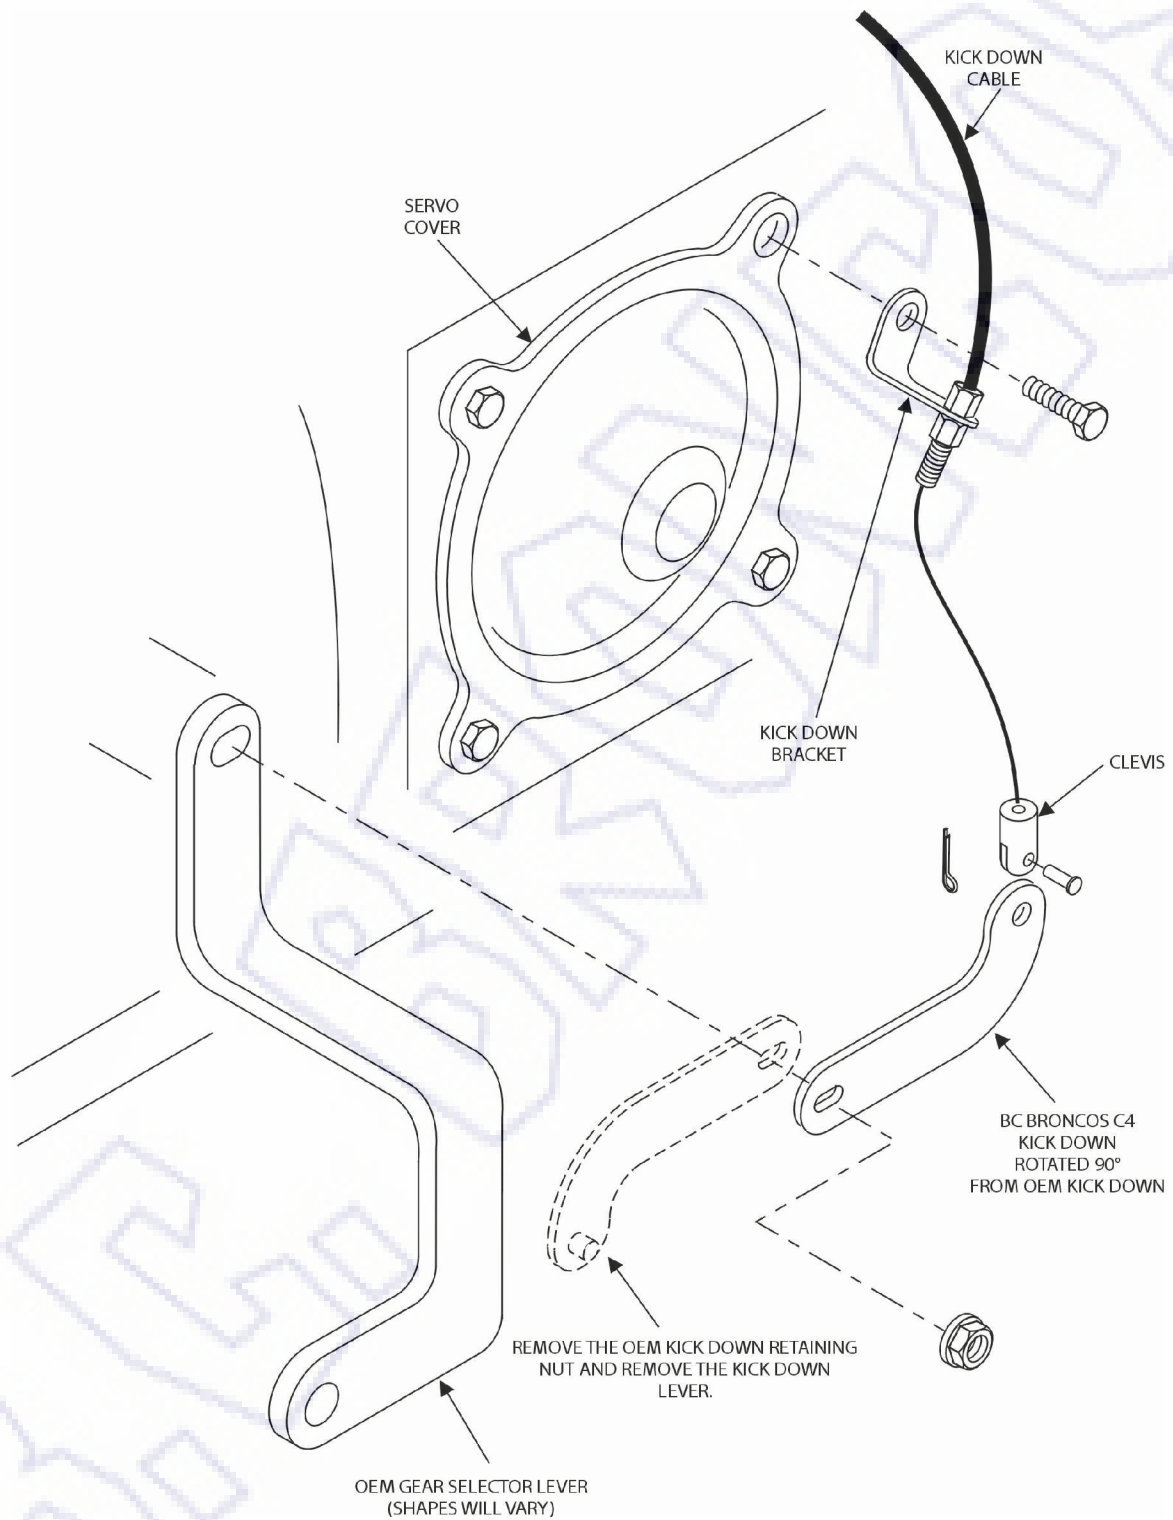 KICK DOWN
CABLE
SERVO
COVER
KICK DOWN
BRACKET
CLEVIS
BC BRONCOS C4
KICK DOWN
ROTATED 90°
FROM OEM KICK DOWN
REMOVE THE OEM KICK DOWN RETAINING
NUT AND REMOVE THE KICK DOWN
LEVER.
OEM GEAR SELECTOR LEVER
(SHAPES WILL VARY)